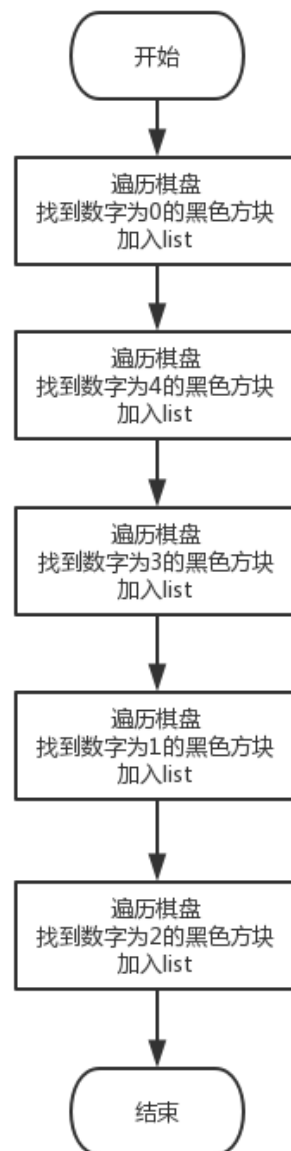 开始
遍历棋盘
找到数字为0的黑色方块
加入list
遍历棋盘
找到数字为4的黑色方块
加入list
遍历棋盘
找到数字为3的黑色方块
加入list
遍历棋盘
找到数字为1的黑色方块
加入list
遍历棋盘
找到数字为2的黑色方块
加入list
结束